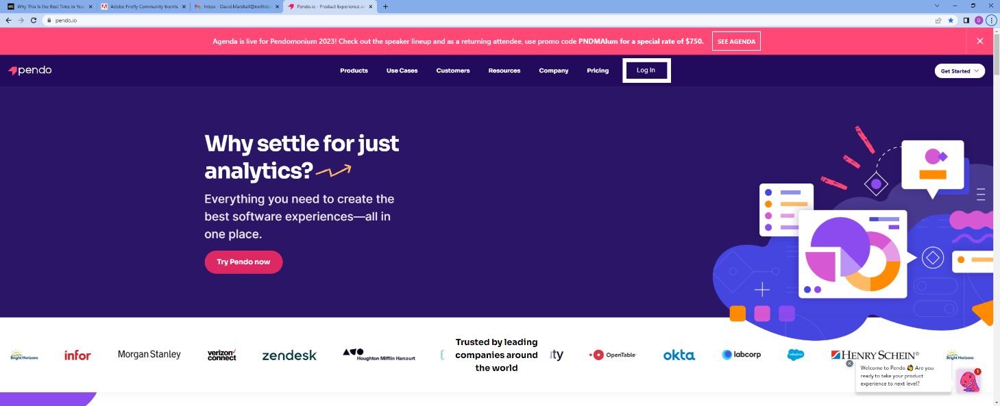 Why This Is the Best Time in Year
Adobe Firefly Community Events
Inbox - David.Marshall@neithdc
Pendo.io - Product Experience an
pendo.io
Agenda is live for Pendomonium 2023! Check out the speaker lineup and as a returning attendee, use promo code PNDMAlum for a special rate of $750.
SEE AGENDA
pendo
Products
Use Cases
Customers
Resources
Company
Pricing
Log In
Get Started
Why settle for just
analytics?
Everything you need to create the
best software experiences—all in
one place.
Try Pendo now
Bright Horizons
infor
Morgan Stanley
verizon
connect
zendesk
Houghton Mifflin Harcourt
Trusted by leading
companies around
the world
ity
OpenTable
okta
labcorp
salesforce
HENRY SCHEIN®
Bright Horizons
Welcome to Pendo 👋 Are you
ready to take your product
experience to next level?
1